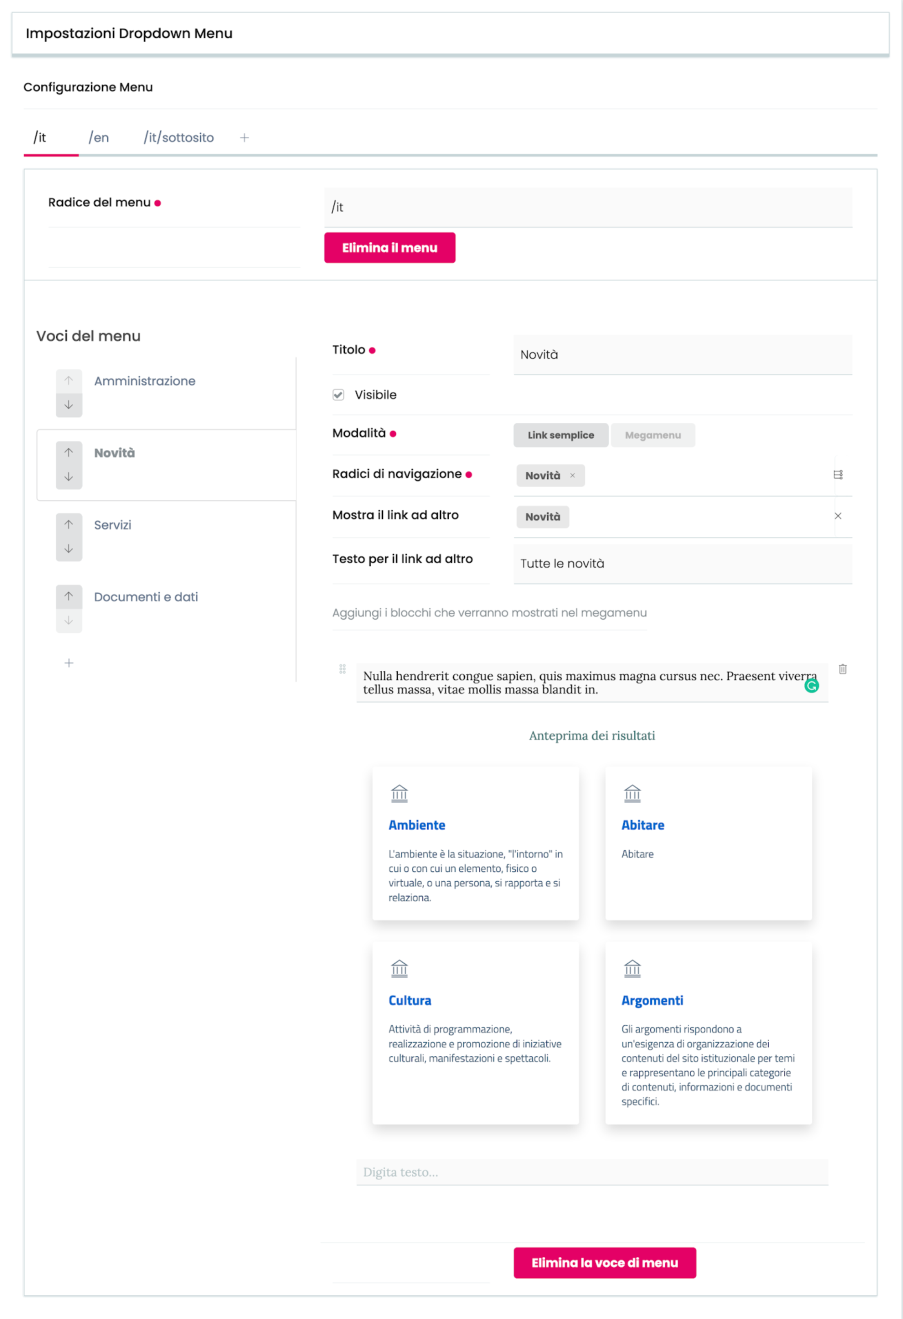 Impostazioni Dropdown Menu
Configurazione Menu
/it
/en
/it/sottosito
+
Radice del menu
/it
Elimina il menu
Voci del menu
Amministrazione
Novità
Servizi
Documenti e dati
+
Titolo
Novità
Visibile
Modalità
Link semplice
Megamenu
Radici di navigazione
Novità ×
Mostra il link ad altro
Novità
Testo per il link ad altro
Tutte le novità
Aggiungi i blocchi che verranno mostrati nel megamenu
Nulla hendrerit congue sapien, quis maximus magna cursus nec. Praesent viverra
tellus massa, vitae mollis massa blandit in.
Anteprima dei risultati
Ambiente
L'ambiente è la situazione, "l'intorno" in
cui o con cui un elemento, fisico o
virtuale, o una persona, si rapporta e si
relaziona.
Abitare
Abitare
Cultura
Attività di programmazione,
realizzazione e promozione di iniziative
culturali, manifestazioni e spettacoli.
Argomenti
Gli argomenti rispondono a
un'esigenza di organizzazione dei
contenuti del sito istituzionale per temi
e rappresentano le principali categorie
di contenuti, informazioni e documenti
specifici.
Digita testo...
Elimina la voce di menu